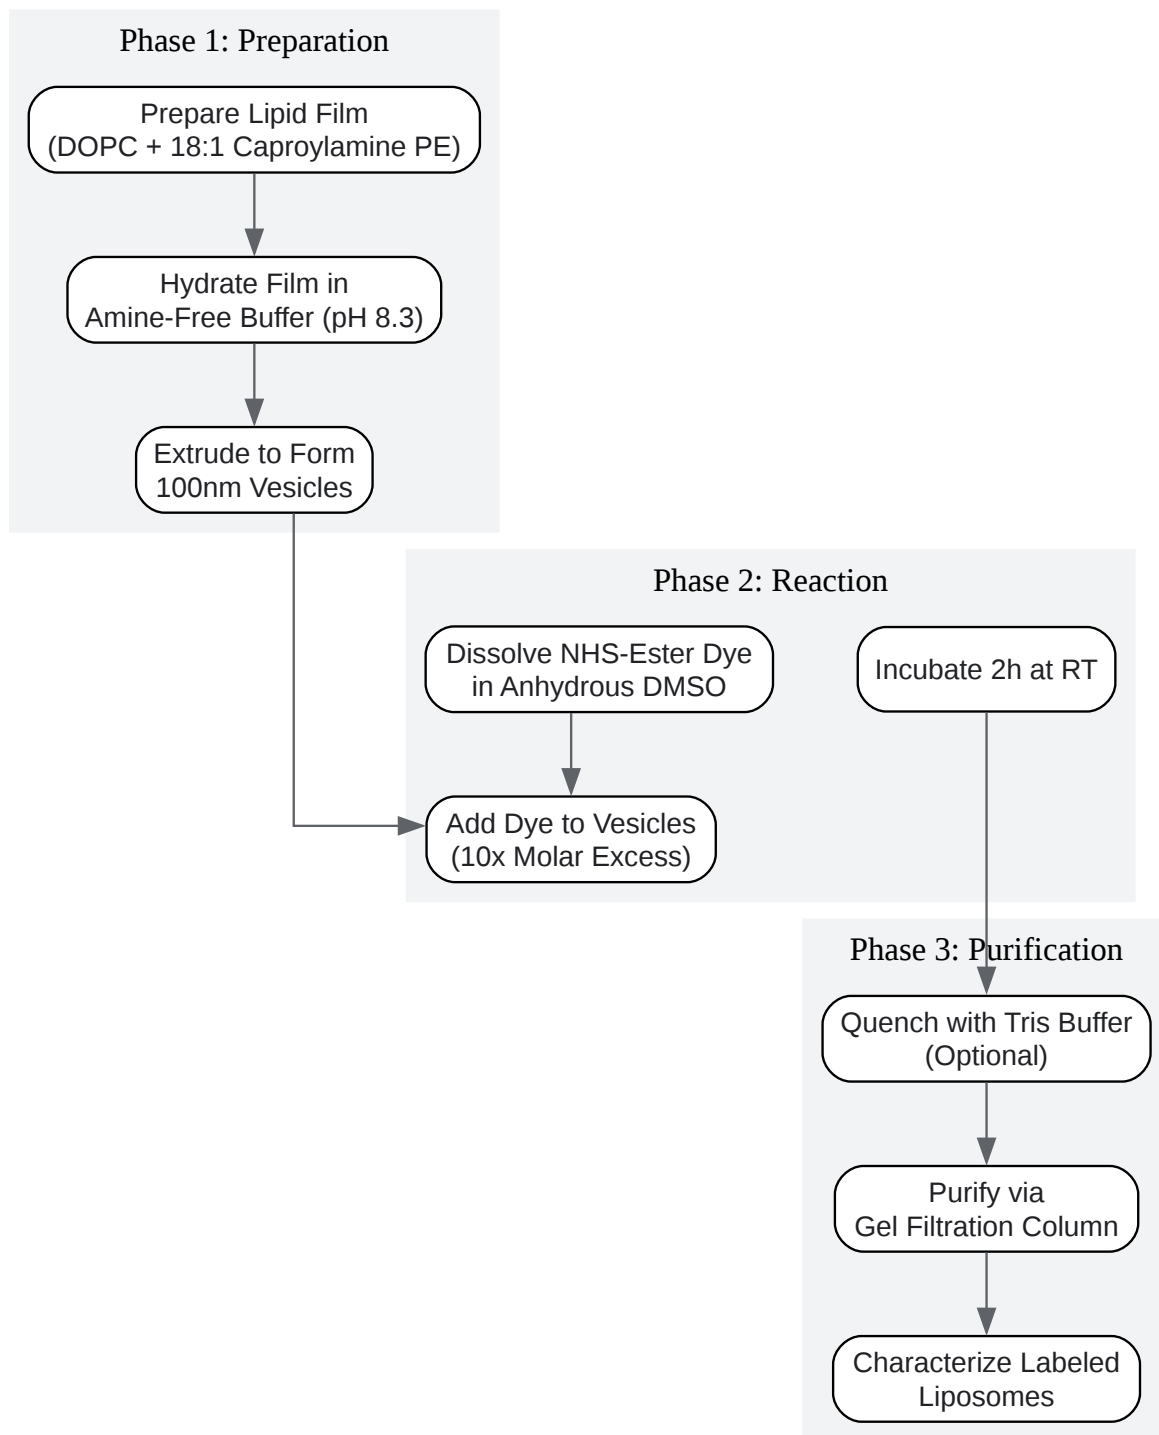 Phase 1: Preparation
Prepare Lipid Film
(DOPC + 18:1 Caproylamine PE)
Hydrate Film in
Amine-Free Buffer (pH 8.3)
Extrude to Form
100nm Vesicles
Phase 2: Reaction
Dissolve NHS-Ester Dye
in Anhydrous DMSO
Incubate 2h at RT
Add Dye to Vesicles
(10x Molar Excess)
Phase 3: Purification
Quench with Tris Buffer
(Optional)
Purify via
Gel Filtration Column
Characterize Labeled
Liposomes